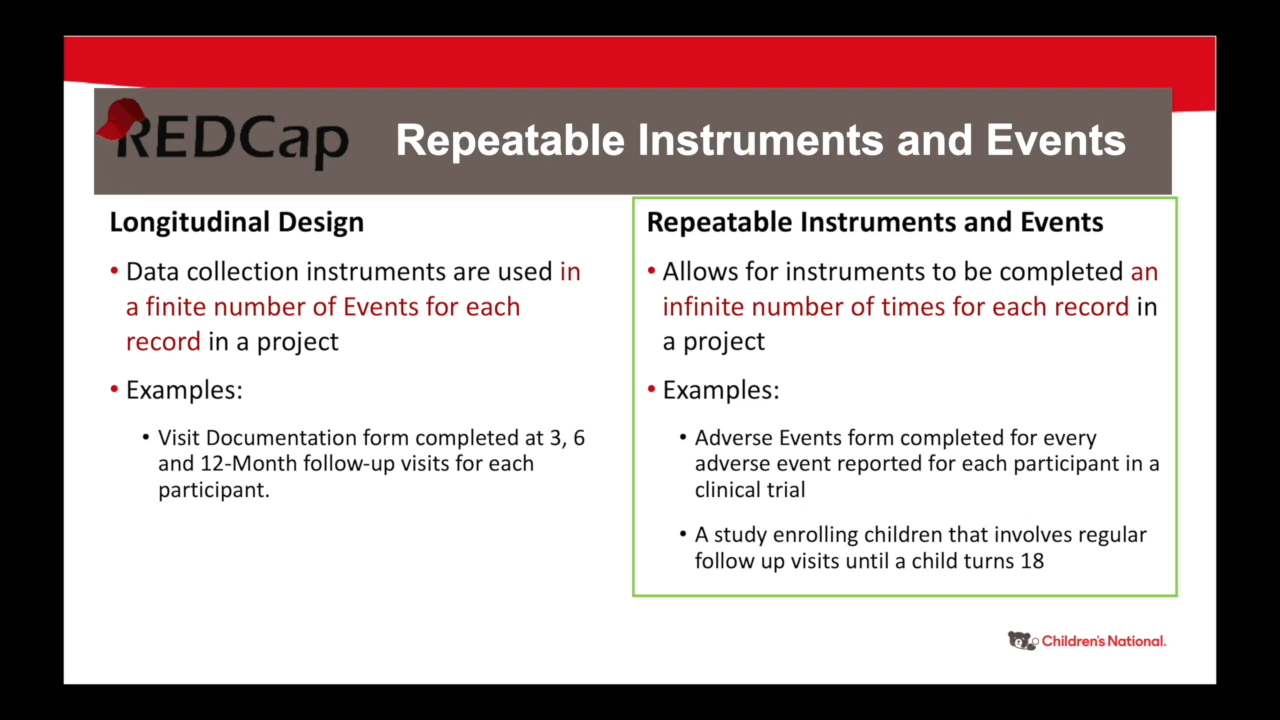 REDCap
Repeatable Instruments and Events
Longitudinal Design
• Data collection instruments are used in
a finite number of Events for each
record in a project
• Examples:
• Visit Documentation form completed at 3, 6
and 12-Month follow-up visits for each
participant.
Repeatable Instruments and Events
• Allows for instruments to be completed an
infinite number of times for each record in
a project
• Examples:
• Adverse Events form completed for every
adverse event reported for each participant in a
clinical trial
• A study enrolling children that involves regular
follow up visits until a child turns 18
Children's National.